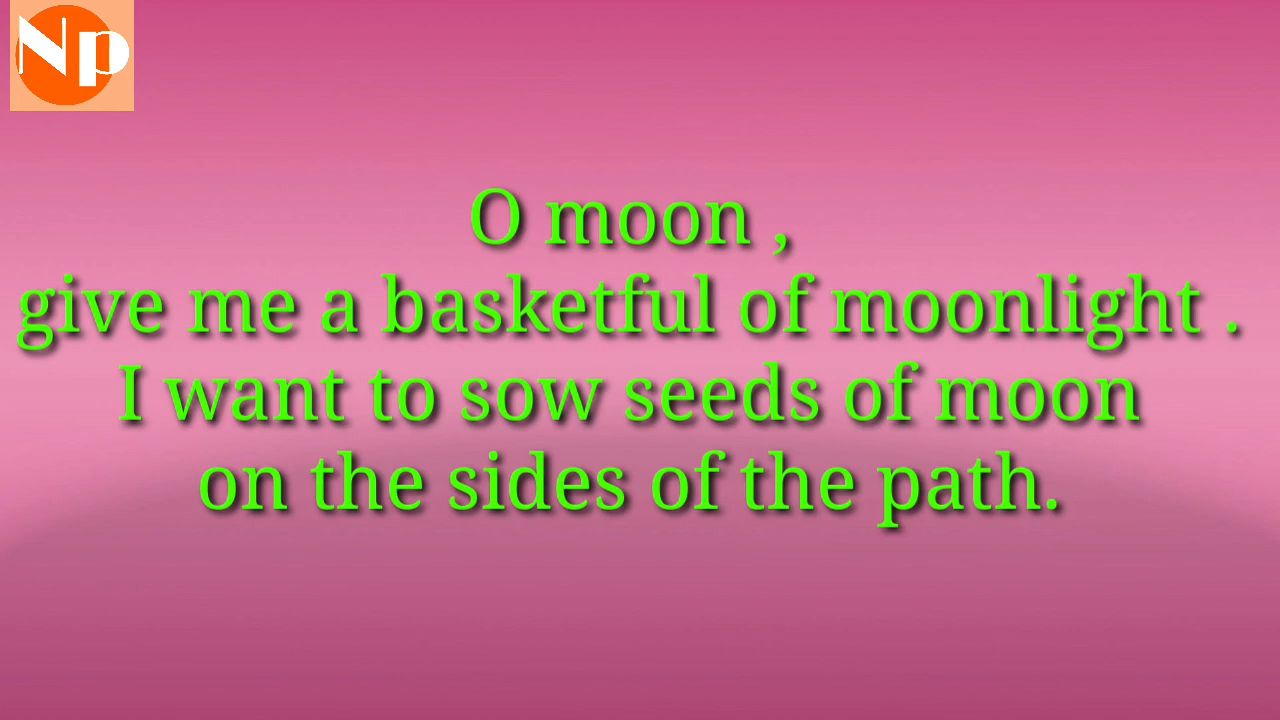 Np
O moon ,
give me a basketful of moonlight .
I want to sow seeds of moon
on the sides of the path.